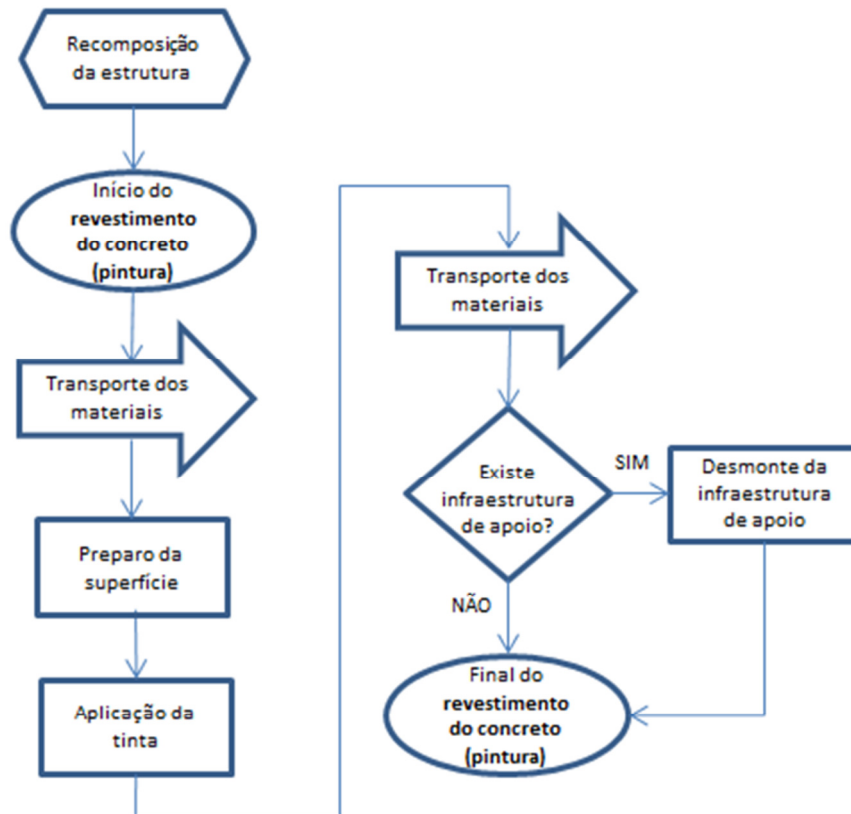 Recomposição
da estrutura
Início do
revestimento
do concreto
(pintura)
Transporte dos
materiais
Preparo da
superfície
Aplicação da
tinta
Transporte dos
materiais
Existe
infraestrutura
de apoio?
SIM
Desmonte da
infraestrutura
de apoio
NÃO
Final do
revestimento
do concreto
(pintura)